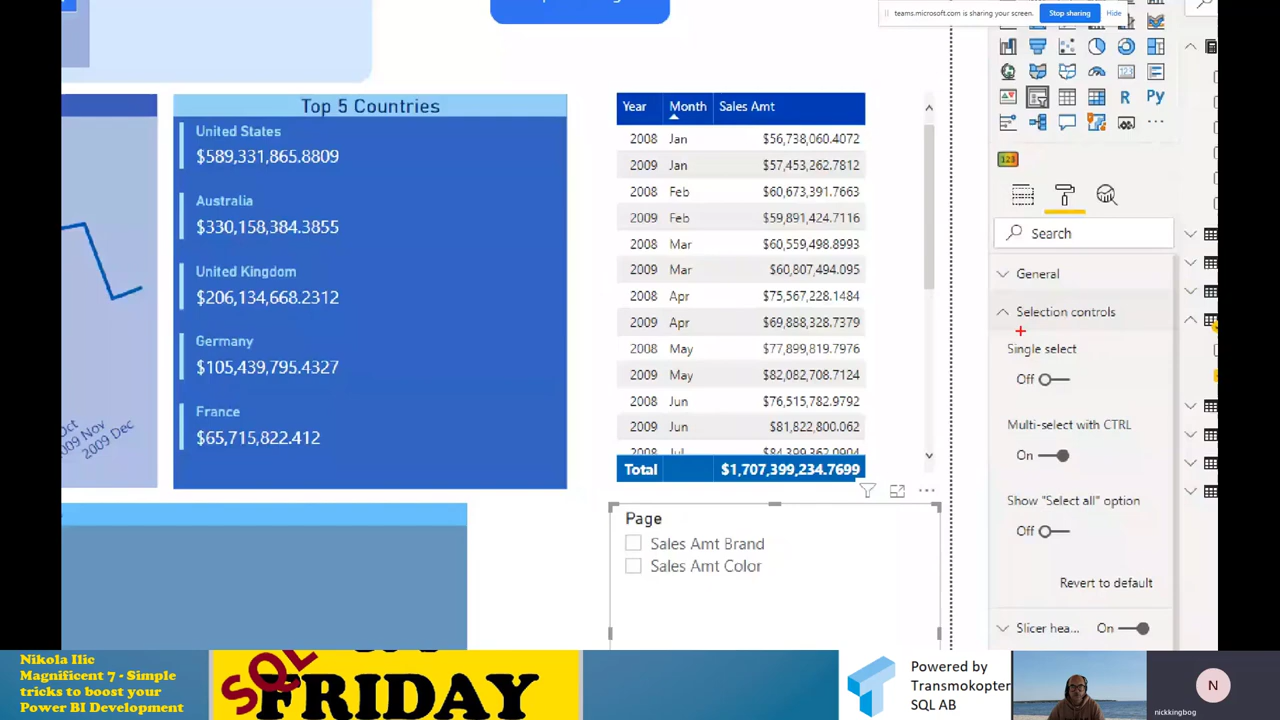 teams.microsoft.com is sharing your screen. Stop sharing Hide
Top 5 Countries
United States
$589,331,865.8809
Australia
$330,158,384.3855
United Kingdom
$206,134,668.2312
Germany
$105,439,795.4327
France
$65,715,822.412
2009 Nov
2009 Dec
Year Month Sales Amt
2008 Jan $56,738,060.4072
2009 Jan $57,453,262.7812
2008 Feb $60,673,391.7663
2009 Feb $59,891,424.7116
2008 Mar $60,559,498.8993
2009 Mar $60,807,494.095
2008 Apr $75,567,228.1484
2009 Apr $69,888,328.7379
2008 May $77,899,819.7976
2009 May $82,082,708.7124
2008 Jun $76,515,782.9792
2009 Jun $81,822,800.062
2008 Jul $84,399,362.0904
Total $1,707,399,234.7699
Page
Sales Amt Brand
Sales Amt Color
123
R Py
123
Search
General
Selection controls
Single select
Off
Multi-select with CTRL
On
Show "Select all" option
Off
Revert to default
Slicer hea... On
Nikola Ilic
Magnificent 7 - Simple
tricks to boost your
Power BI Development
SQL
FRIDAY
Powered by
Transmokopter
SQL AB
N
nickkingbog